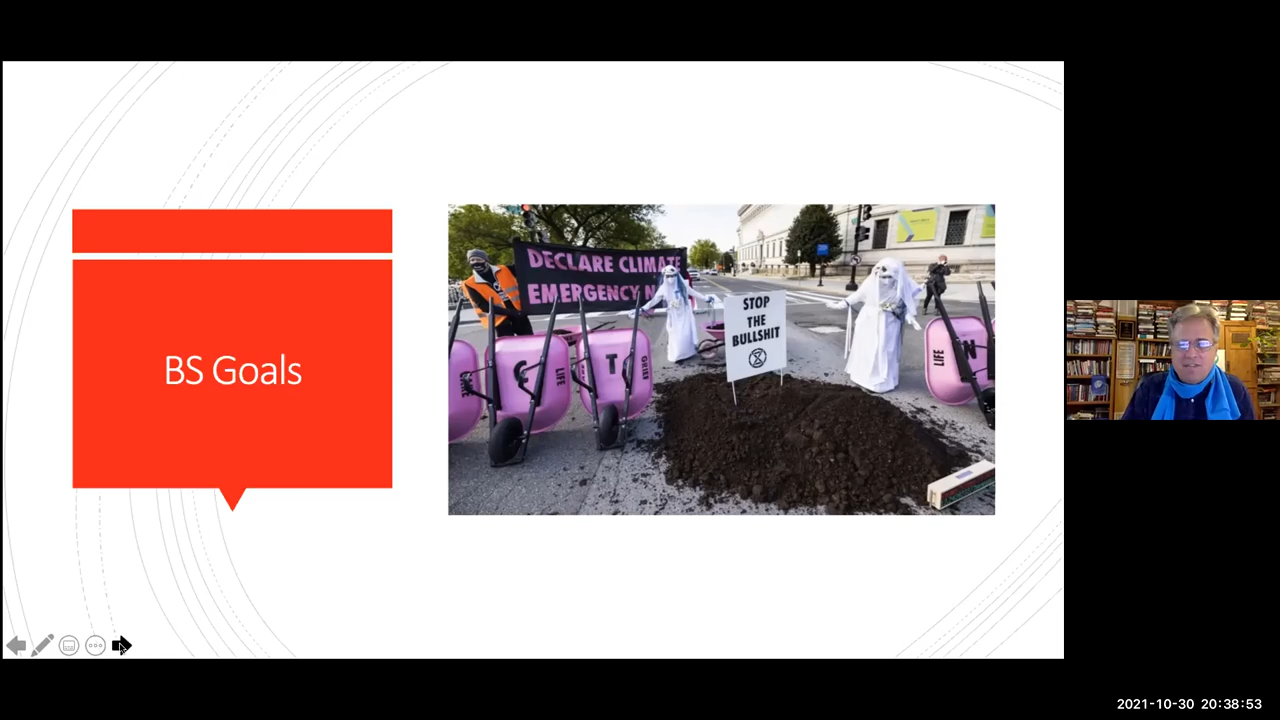 BS Goals
DECLARE CLIMATE
EMERGENCY
STOP
THE
BULLSHIT
LIFE
T
LIFE
N
2021-10-30 20:38:53